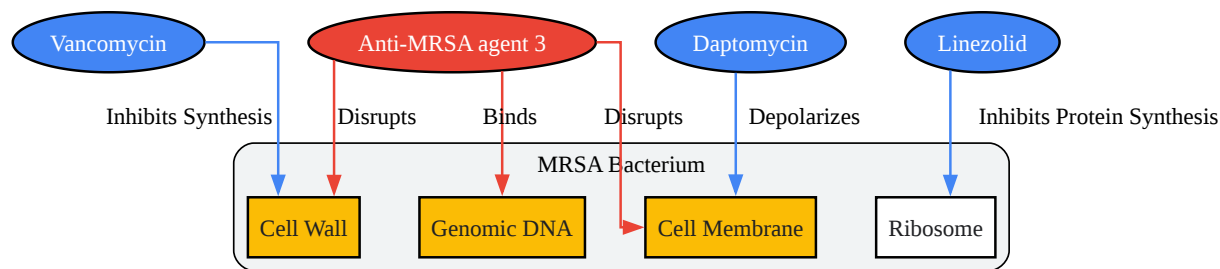 Vancomycin
Anti-MRSA agent 3
Daptomycin
Linezolid
Inhibits Synthesis
Disrupts
Binds
Disrupts
Depolarizes
Inhibits Protein Synthesis
MRSA Bacterium
Cell Wall
Genomic DNA
Cell Membrane
Ribosome